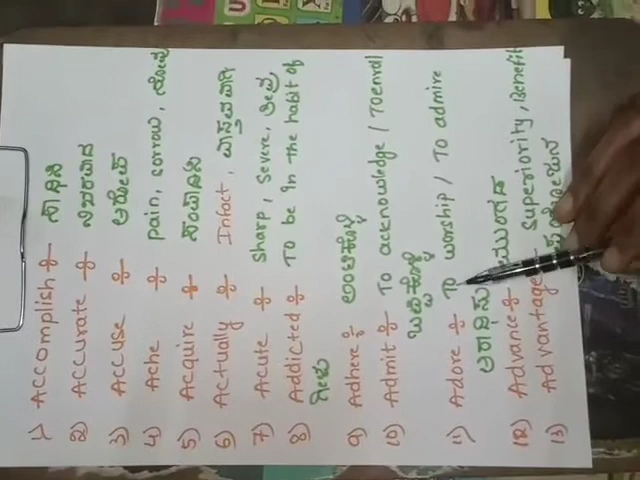 1) Accomplish :- ಸಾಧಿಸಿ
2) Accurate :- ನಿಖರವಾದ
3) Accuse :- ಆರೋಪ
4) Ache :- pain, sorrow, ನೋವು
5) Acquire :- ಸಂಪಾದಿಸು
6) Actually :- Infact, ವಾಸ್ತವವಾಗಿ
7) Acute :- sharp, severe, ತೀವ್ರ
8) Addicted :- To be in the habit of
ಗೀಳು
9) Adhere :- ಅಂಟಿಕೊಳ್ಳಿ
10) Admit :- To acknowledge / To enroll
ಒಪ್ಪಿಕೊಳ್ಳಿ
11) Adore :- To worship / To admire
ಆರಾಧಿಸು
12) Advance :- ಮುಂಗಡ
13) Advantage superiority, Benefit